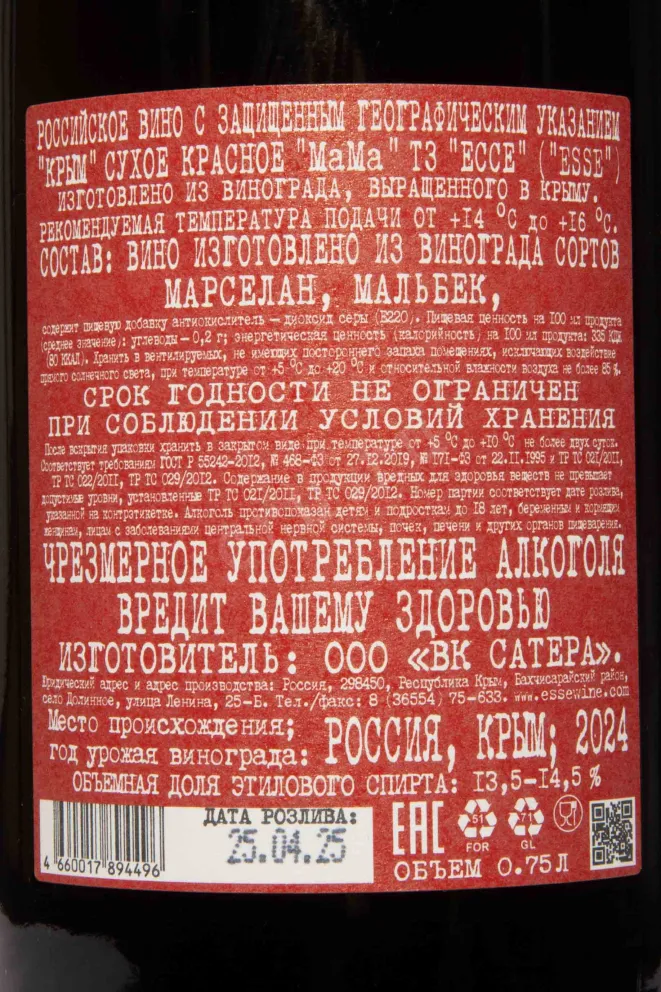 РОССИЙСКОЕ ВИНО С ЗАЩИЩЕННЫМ ГЕОГРАФИЧЕСКИМ УКАЗАНИЕМ
"КРЫМ" СУХОЕ КРАСНОЕ "МаМа" ТЗ "ЕССЕ" ("ESSE")
ИЗГОТОВЛЕНО ИЗ ВИНОГРАДА, ВЫРАЩЕННОГО В КРЫМУ.
РЕКОМЕНДУЕМАЯ ТЕМПЕРАТУРА ПОДАЧИ ОТ +14 °С ДО +16 °С.
СОСТАВ: ВИНО ИЗГОТОВЛЕНО ИЗ ВИНОГРАДА СОРТОВ
МАРСЕЛАН, МАЛЬБЕК,
содержит пищевую добавку антиокислитель – диоксид серы (Е220). Пищевая ценность на 100 мл продукта
(среднее значение): углеводы – 0,2 г; энергетическая ценность (калорийность) на 100 мл продукта: 335 КДЖ
(80 ККАЛ). Хранить в вентилируемых, не имеющих постороннего запаха помещениях, исключающих воздействие
прямого солнечного света, при температуре от +5 °С до +20 °С и относительной влажности воздуха не более 85 %.
СРОК ГОДНОСТИ НЕ ОГРАНИЧЕН
ПРИ СОБЛЮДЕНИИ УСЛОВИЙ ХРАНЕНИЯ
После вскрытия упаковки хранить в закрытом виде при температуре от +5 °С до +10 °С не более двух суток.
Соответствует требованиям ГОСТ Р 55242-2012, № 468-ФЗ от 27.12.2019, № 171-ФЗ от 22.11.1995 и ТР ТС 021/2011,
ТР ТС 022/2011, ТР ТС 029/2012. Содержание в продукции вредных для здоровья веществ не превышает
допустимые уровни, установленные ТР ТС 021/2011, ТР ТС 029/2012. Номер партии соответствует дате розлива,
указанной на контрэтикетке. Алкоголь противопоказан детям и подросткам до 18 лет, беременным и кормящим
женщинам, лицам с заболеваниями центральной нервной системы, почек, печени и других органов пищеварения.
ЧРЕЗМЕРНОЕ УПОТРЕБЛЕНИЕ АЛКОГОЛЯ
ВРЕДИТ ВАШЕМУ ЗДОРОВЬЮ
ИЗГОТОВИТЕЛЬ: ООО «ВК САТЕРА».
Юридический адрес и адрес производства: Россия, 298450, Республика Крым, Бахчисарайский район,
село Долинное, улица Ленина, 25-Б. Тел./факс: 8 (36554) 75-633. www.essewine.com
Место происхождения;
год урожая винограда: РОССИЯ, КРЫМ; 2024
ОБЪЕМНАЯ ДОЛЯ ЭТИЛОВОГО СПИРТА: 13,5-14,5 %
ДАТА РОЗЛИВА:
25.04.25
4 660017 894496
EAC
51
FOR
71
GL
ОБЪЕМ 0.75Л